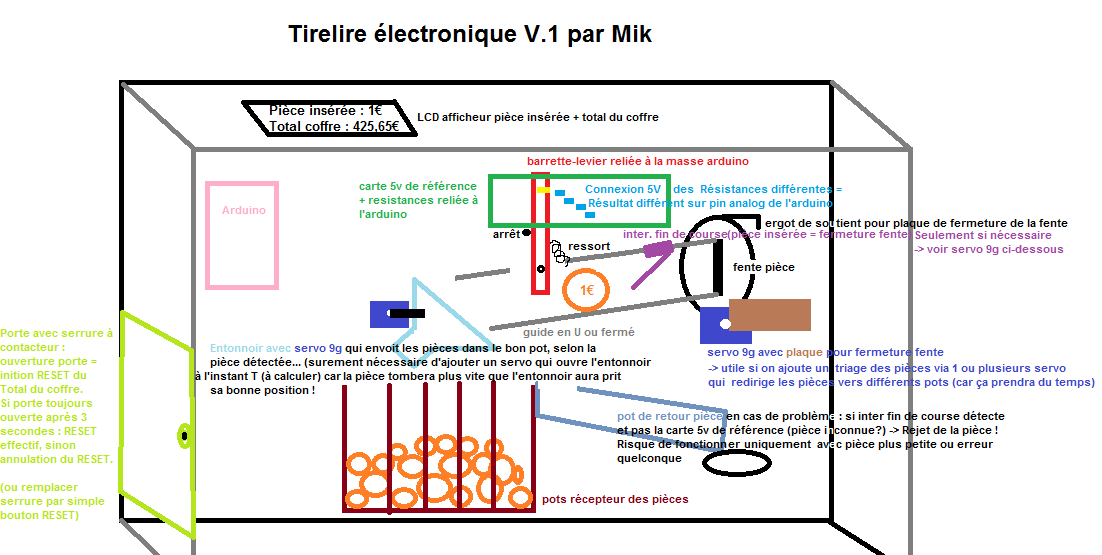 Tirelire électronique V.1 par Mik
Pièce insérée : 1€
Total coffre : 425,65€
LCD afficheur pièce insérée + total du coffre
barrette-levier reliée à la masse arduino
carte 5v de référence
+ resistances reliée à
l'arduino
Connexion 5V des Résistances différentes =
Résultat différent sur pin analog de l'arduino
Arduino
ergot de soutient pour plaque de fermeture de la fente
arrêt
inter. fin de course(pièce insérée = fermeture fente) Seulement si nécessaire
-> voir servo 9g ci-dessous
ressort
fente pièce
1€
guide en U ou fermé
Porte avec serrure à
contacteur :
ouverture porte =
inition RESET du
Total du coffre.
Si porte toujours
ouverte après 3
secondes : RESET
effectif, sinon
annulation du RESET.
(ou remplacer
serrure par simple
bouton RESET)
Entonnoir avec servo 9g qui envoit les pièces dans le bon pot, selon la
pièce détectée... (surement nécessaire d'ajouter un servo qui ouvre l'entonnoir
à l'instant T (à calculer) car la pièce tombera plus vite que l'entonnoir aura prit
sa bonne position !
servo 9g avec plaque pour fermeture fente
-> utile si on ajoute un triage des pièces via 1 ou plusieurs servo
qui redirige les pièces vers différents pots (car ça prendra du temps)
pot de retour pièce en cas de problème : si inter fin de course détecte
et pas la carte 5v de référence (pièce inconnue?) -> Rejet de la pièce !
Risque de fonctionner uniquement avec pièce plus petite ou erreur
quelconque
pots récepteur des pièces